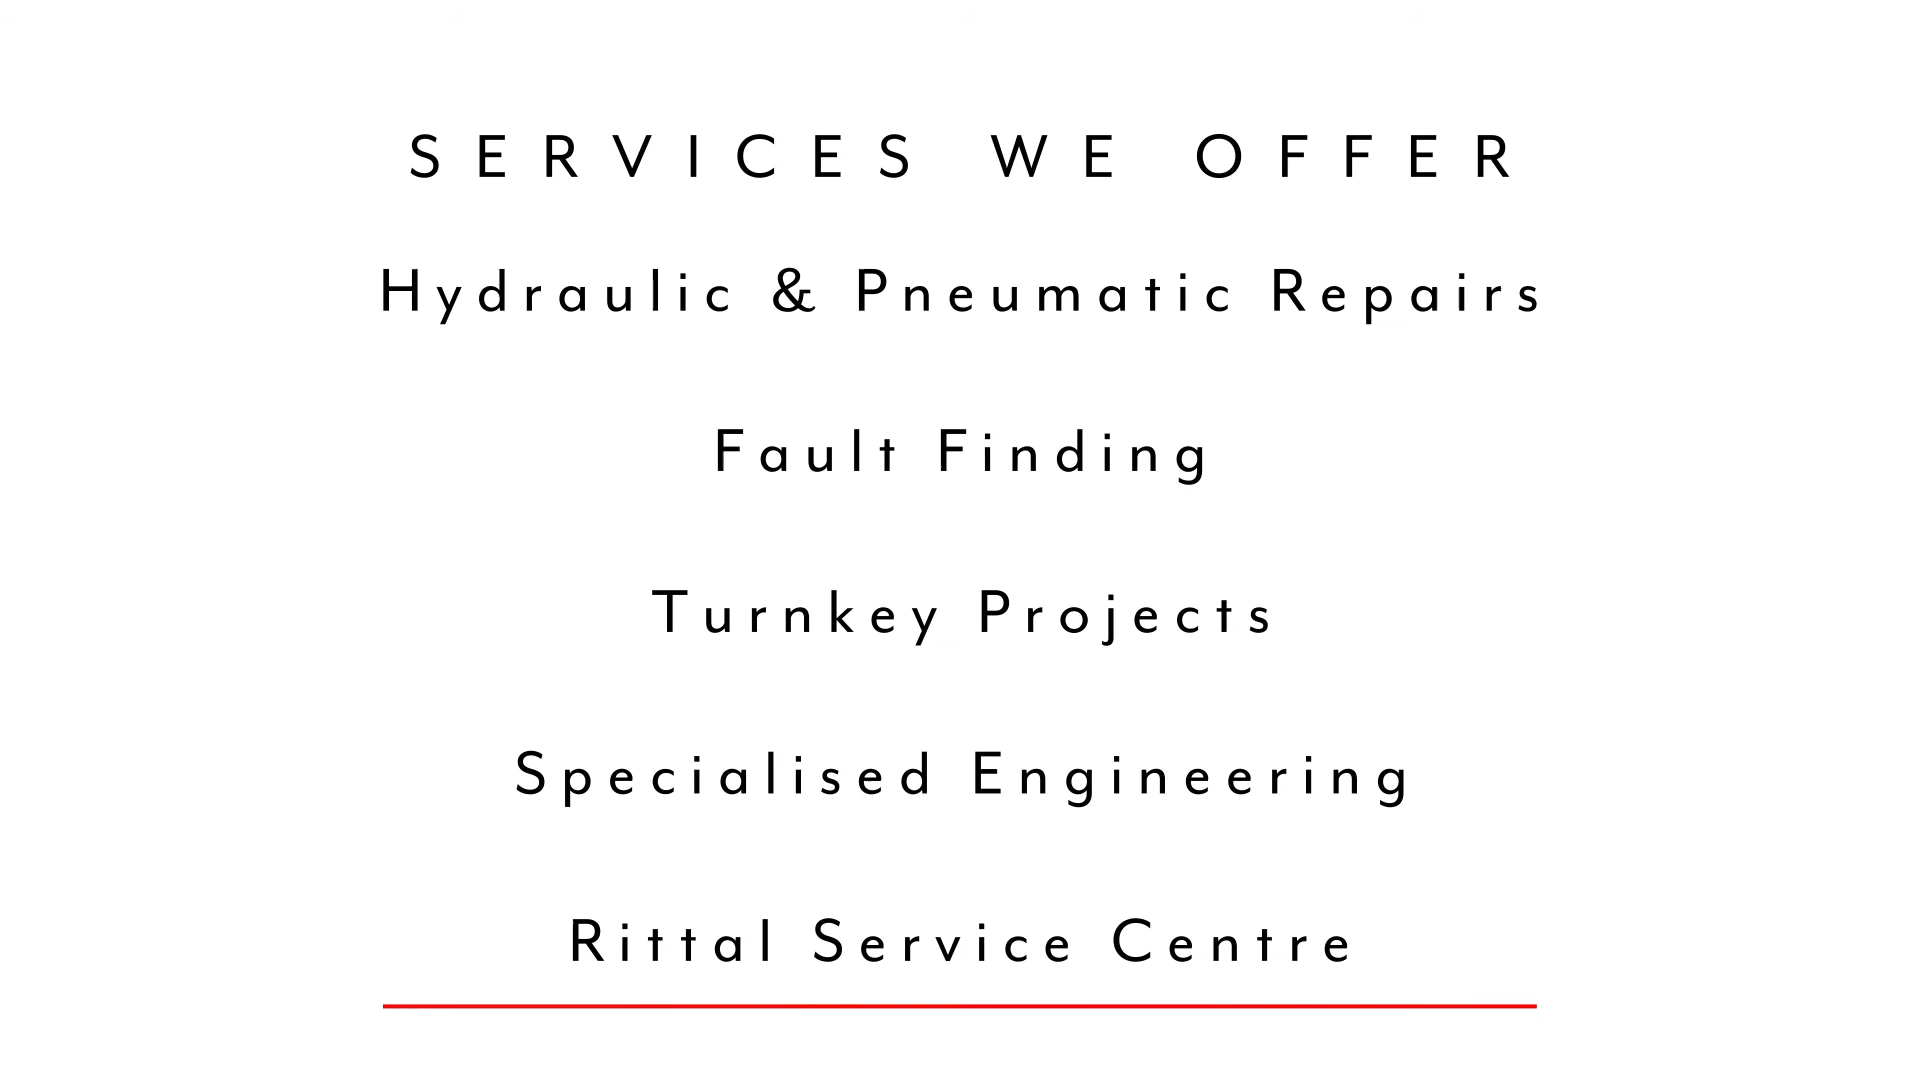 SERVICES WE OFFER
Hydraulic & Pneumatic Repairs
Fault Finding
Turnkey Projects
Specialised Engineering
Rittal Service Centre